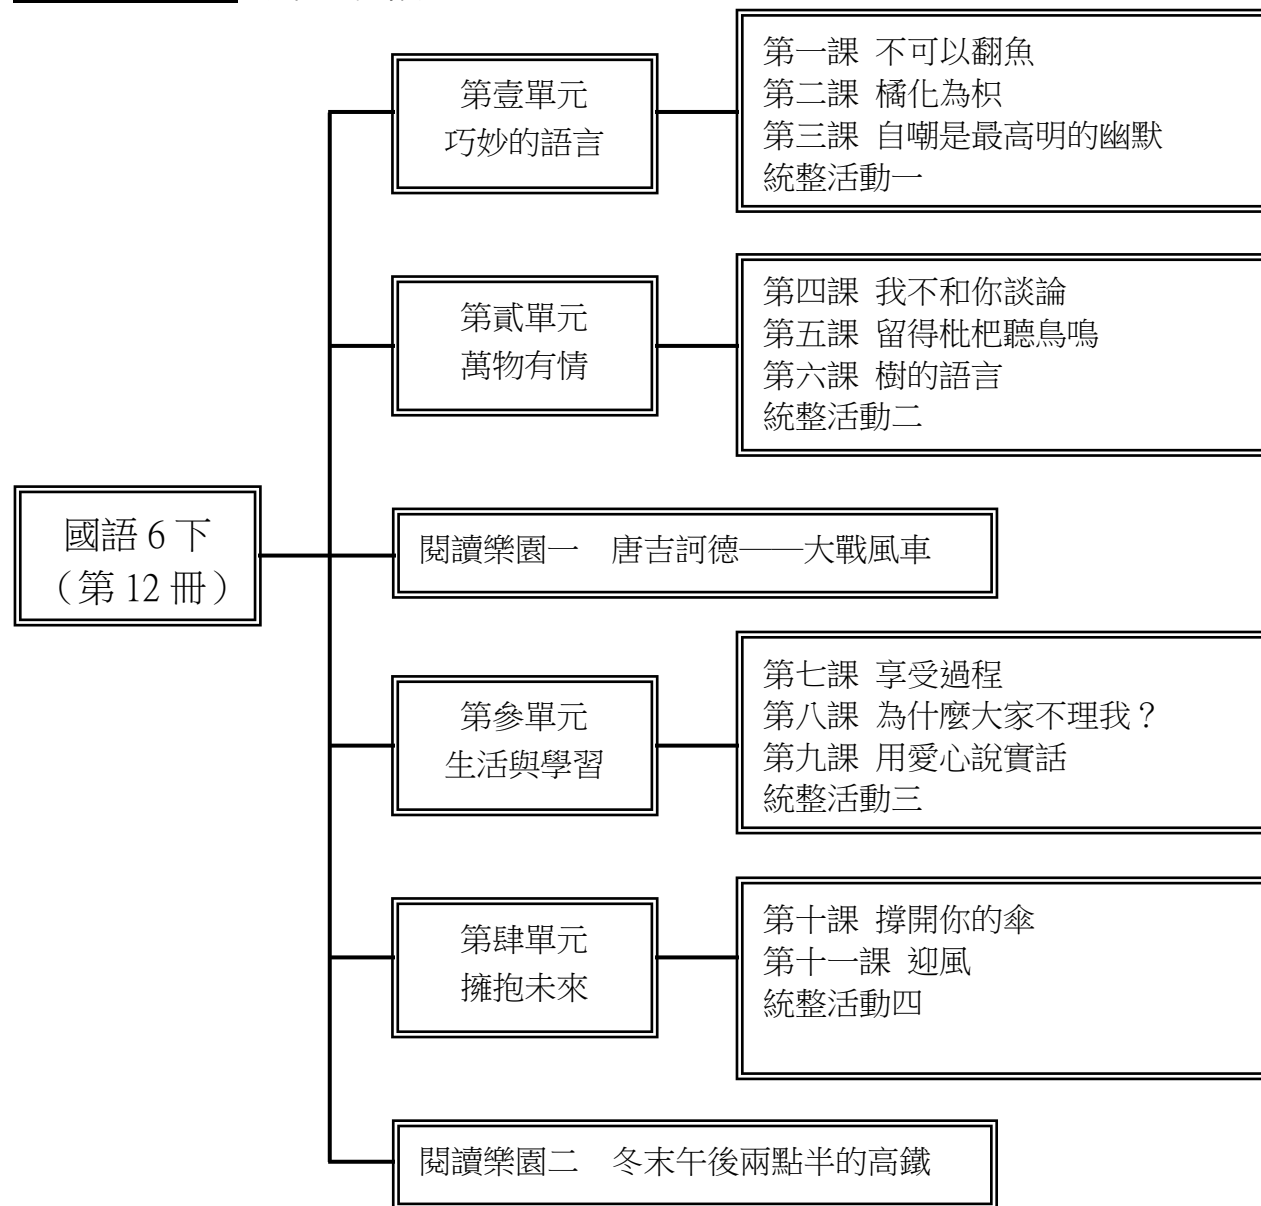 第壹單元
巧妙的語言
第一課 不可以翻魚
第二課 橘化為枳
第三課 自嘲是最高明的幽默
統整活動一
第貳單元
萬物有情
第四課 我不和你談論
第五課 留得枇杷聽鳥鳴
第六課 樹的語言
統整活動二
國語 6 下
（第 12 冊）
閱讀樂園一　唐吉訶德——大戰風車
第參單元
生活與學習
第七課 享受過程
第八課 為什麼大家不理我？
第九課 用愛心說實話
統整活動三
第肆單元
擁抱未來
第十課 撐開你的傘
第十一課 迎風
統整活動四
閱讀樂園二　冬末午後兩點半的高鐵